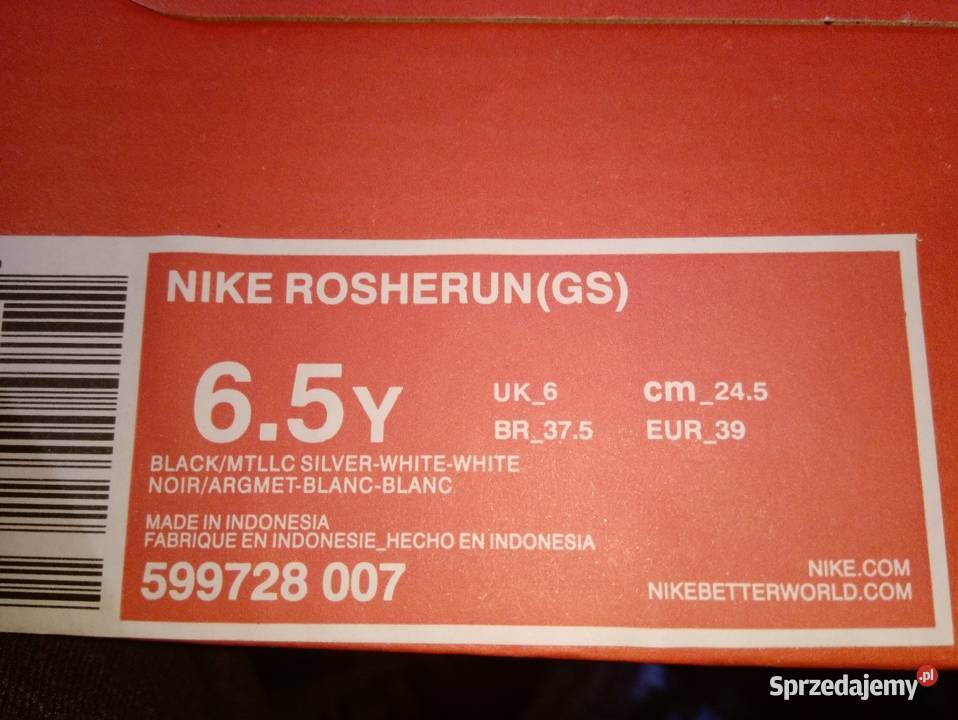 NIKE ROSHERUN(GS)
6.5Y
UK_6
cm_24.5
BR_37.5
EUR_39
BLACK/MTLLC SILVER-WHITE-WHITE
NOIR/ARGMET-BLANC-BLANC
MADE IN INDONESIA
FABRIQUE EN INDONESIE_HECHO EN INDONESIA
599728 007
NIKE.COM
NIKEBETTERWORLD.COM
Sprzedajemy.pl